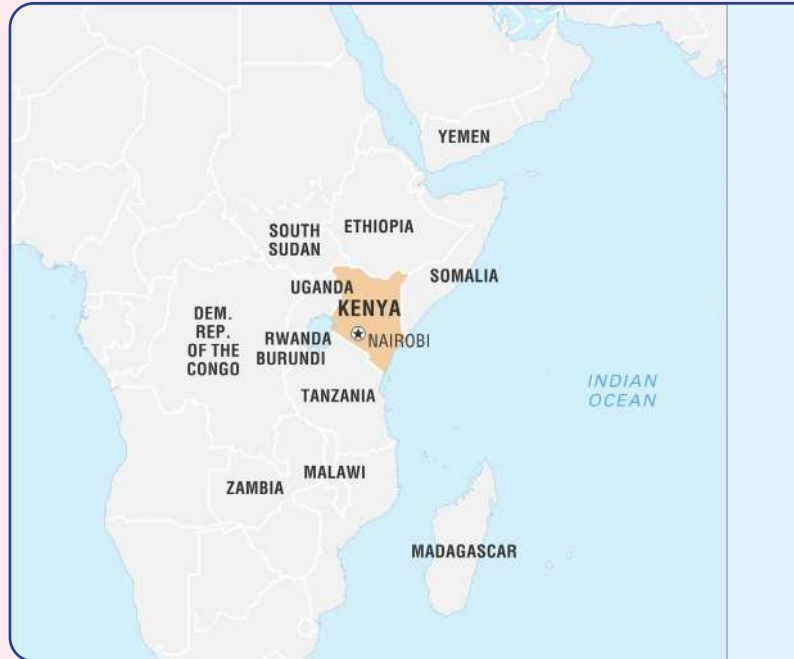 YEMEN
ETHIOPIA
SOUTH
SUDAN
SOMALIA
UGANDA
KENYA
DEM.
REP.
OF THE
CONGO
RWANDA
NAIROBI
BURUNDI
INDIAN
OCEAN
TANZANIA
MALAWI
ZAMBIA
MADAGASCAR